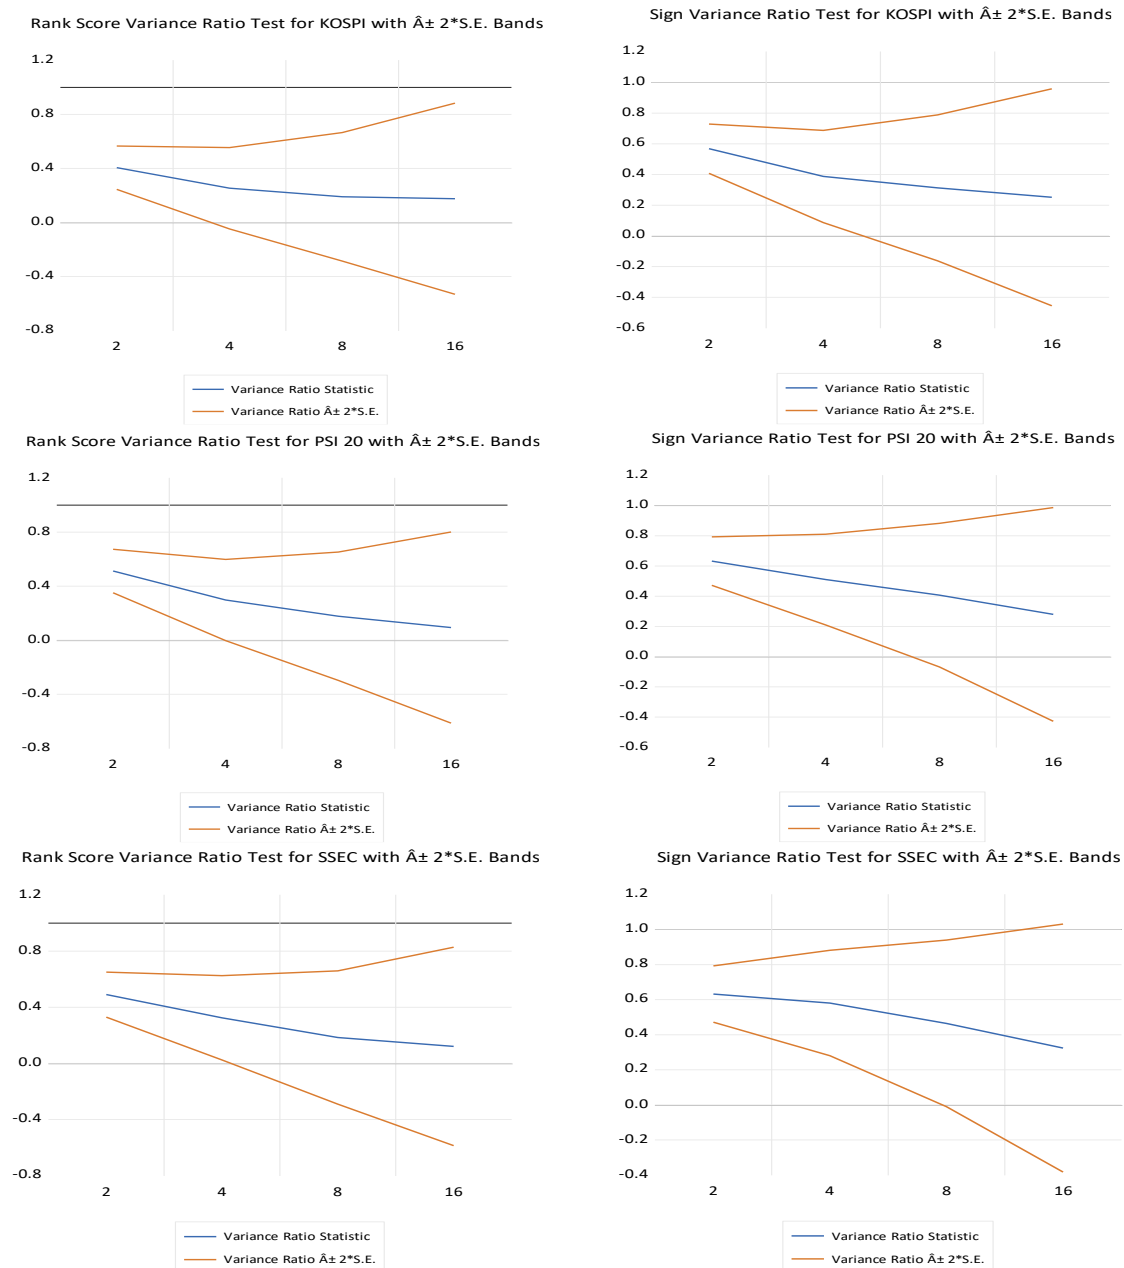 Rank Score Variance Ratio Test for KOSPI with Â± 2*S.E. Bands
1.2
0.8
0.4
0.0
-0.4
-0.8
2 4 8 16
Variance Ratio Statistic
Variance Ratio Â± 2*S.E.
Sign Variance Ratio Test for KOSPI with Â± 2*S.E. Bands
1.2
1.0
0.8
0.6
0.4
0.2
0.0
-0.2
-0.4
-0.6
2 4 8 16
Variance Ratio Statistic
Variance Ratio Â± 2*S.E.
Rank Score Variance Ratio Test for PSI 20 with Â± 2*S.E. Bands
1.2
0.8
0.4
0.0
-0.4
-0.8
2 4 8 16
Variance Ratio Statistic
Variance Ratio Â± 2*S.E.
Sign Variance Ratio Test for PSI 20 with Â± 2*S.E. Bands
1.2
1.0
0.8
0.6
0.4
0.2
0.0
-0.2
-0.4
-0.6
2 4 8 16
Variance Ratio Statistic
Variance Ratio Â± 2*S.E.
Rank Score Variance Ratio Test for SSEC with Â± 2*S.E. Bands
1.2
0.8
0.4
0.0
-0.4
-0.8
2 4 8 16
Variance Ratio Statistic
Variance Ratio Â± 2*S.E.
Sign Variance Ratio Test for SSEC with Â± 2*S.E. Bands
1.2
1.0
0.8
0.6
0.4
0.2
0.0
-0.2
-0.4
2 4 8 16
Variance Ratio Statistic
Variance Ratio Â± 2*S.E.